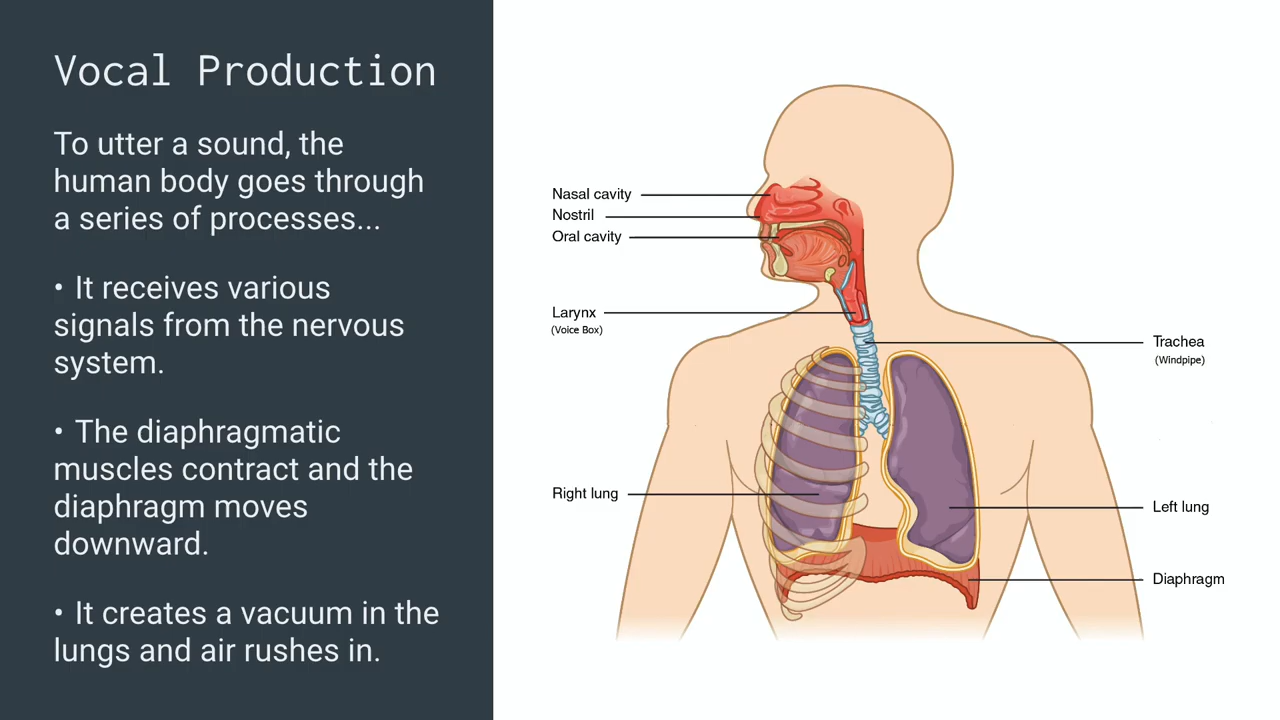 Vocal Production
To utter a sound, the
human body goes through
a series of processes...
• It receives various
signals from the nervous
system.
• The diaphragmatic
muscles contract and the
diaphragm moves
downward.
• It creates a vacuum in the
lungs and air rushes in.
Nasal cavity
Nostril
Oral cavity
Larynx
(Voice Box)
Trachea
(Windpipe)
Right lung
Left lung
Diaphragm